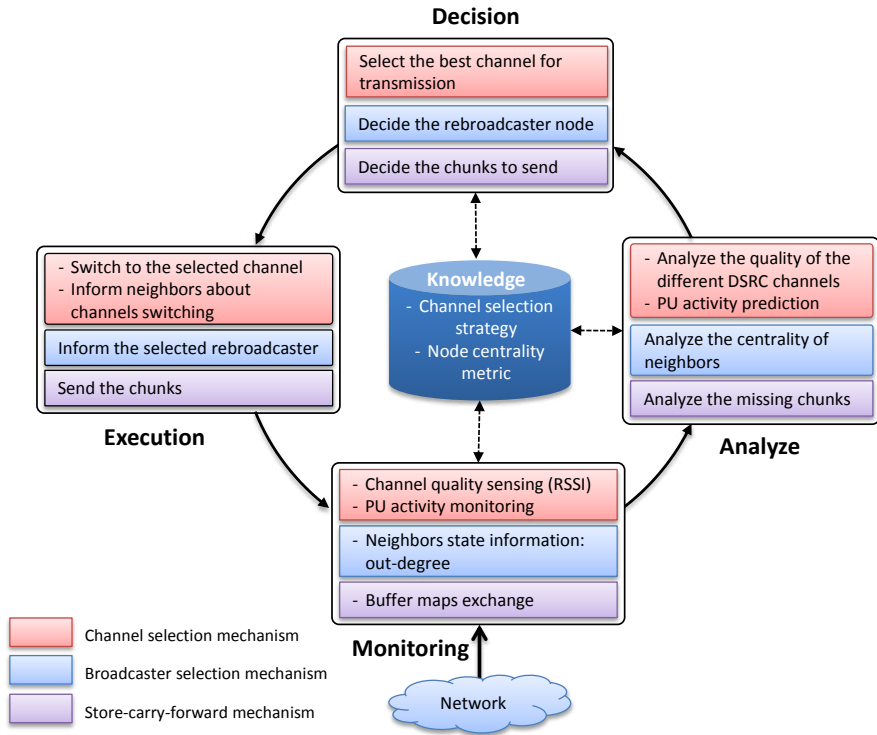 Decision
Select the best channel for
transmission
Decide the rebroadcaster node
Decide the chunks to send
- Switch to the selected channel
- Inform neighbors about
channels switching
Inform the selected rebroadcaster
Send the chunks
Execution
Knowledge
- Channel selection
strategy
- Node centrality
metric
- Analyze the quality of the
different DSRC channels
- PU activity prediction
Analyze the centrality of
neighbors
Analyze the missing chunks
Analyze
- Channel quality sensing (RSSI)
- PU activity monitoring
- Neighbors state information:
out-degree
- Buffer maps exchange
Monitoring
Network
Channel selection mechanism
Broadcaster selection mechanism
Store-carry-forward mechanism